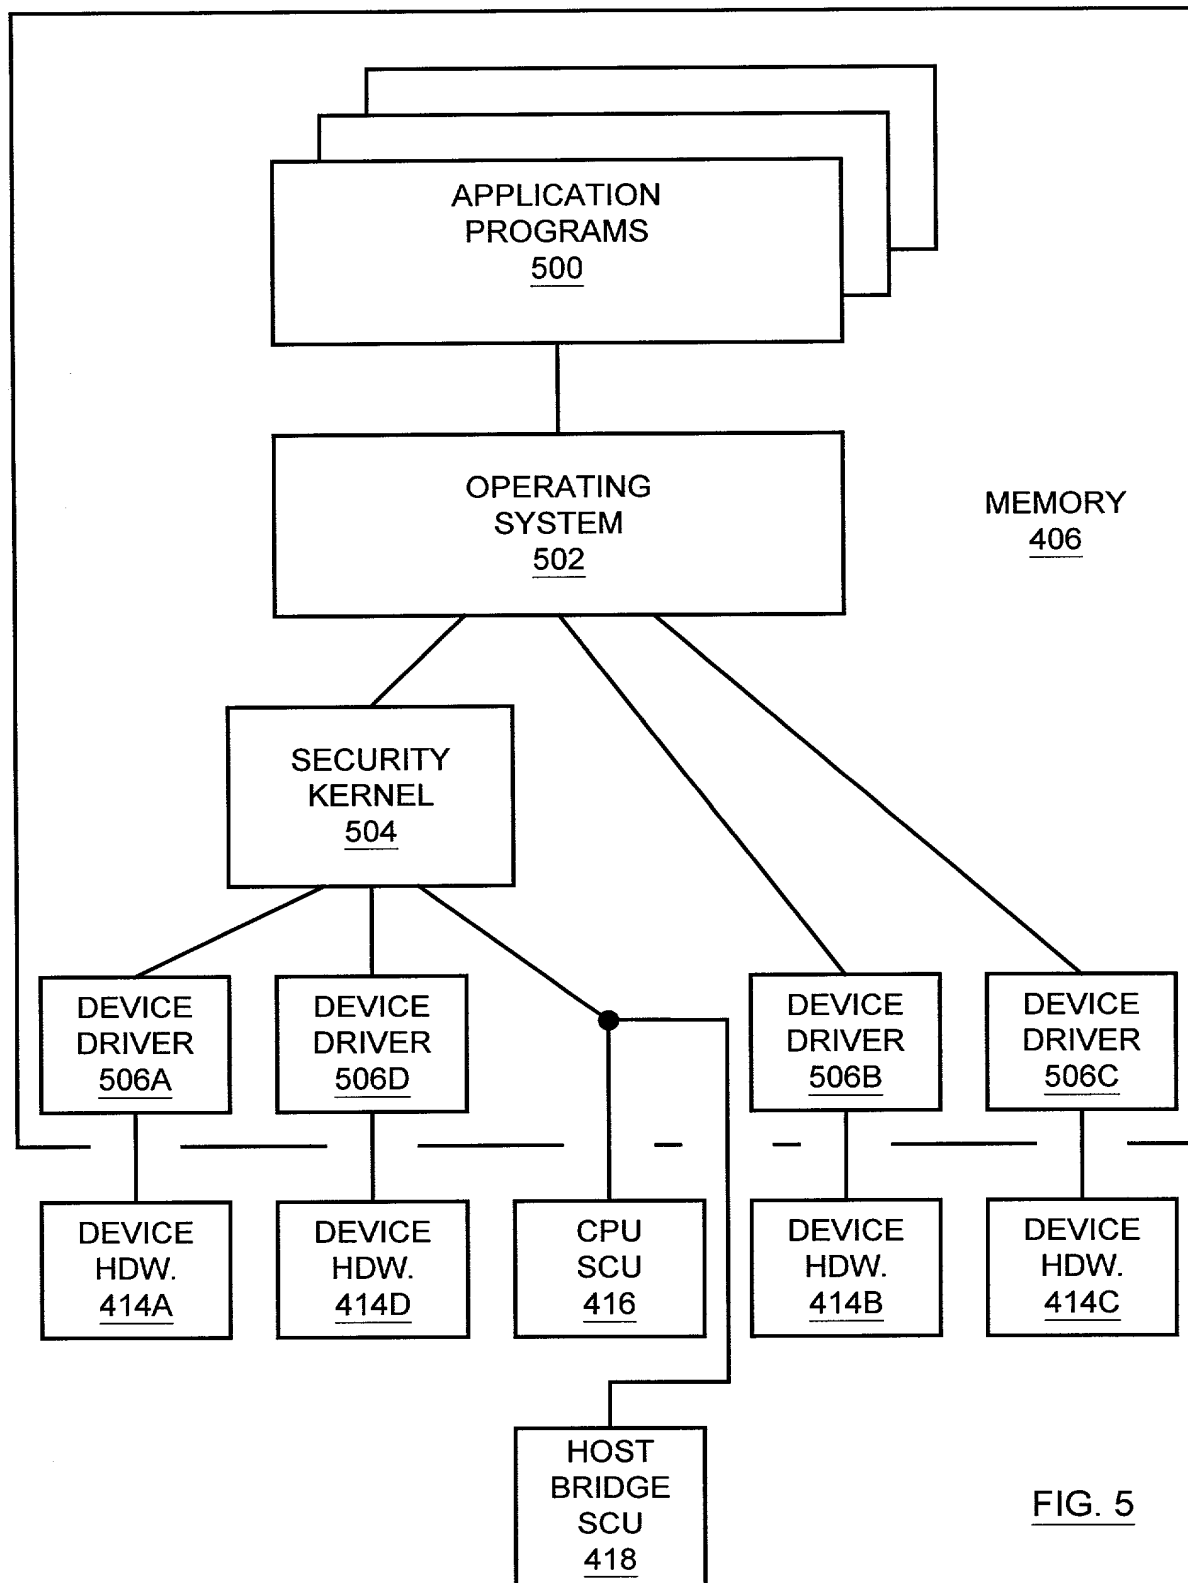 APPLICATION
PROGRAMS
500
OPERATING
SYSTEM
502
MEMORY
406
SECURITY
KERNEL
504
DEVICE
DRIVER
506A
DEVICE
DRIVER
506D
DEVICE
DRIVER
506B
DEVICE
DRIVER
506C
DEVICE
HDW.
414A
DEVICE
HDW.
414D
CPU
SCU
416
DEVICE
HDW.
414B
DEVICE
HDW.
414C
HOST
BRIDGE
SCU
418
FIG. 5